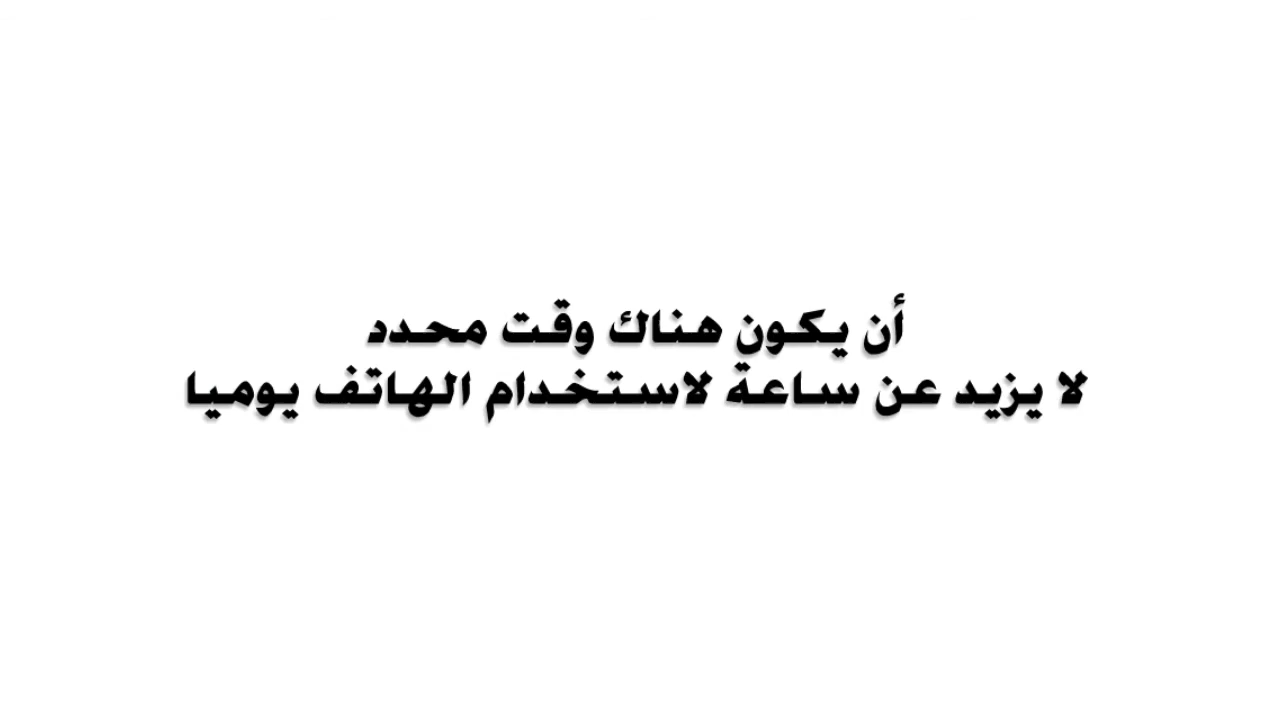 أن يكون هناك وقت محدد
لا يزيد عن ساعة لاستخدام الهاتف يوميا